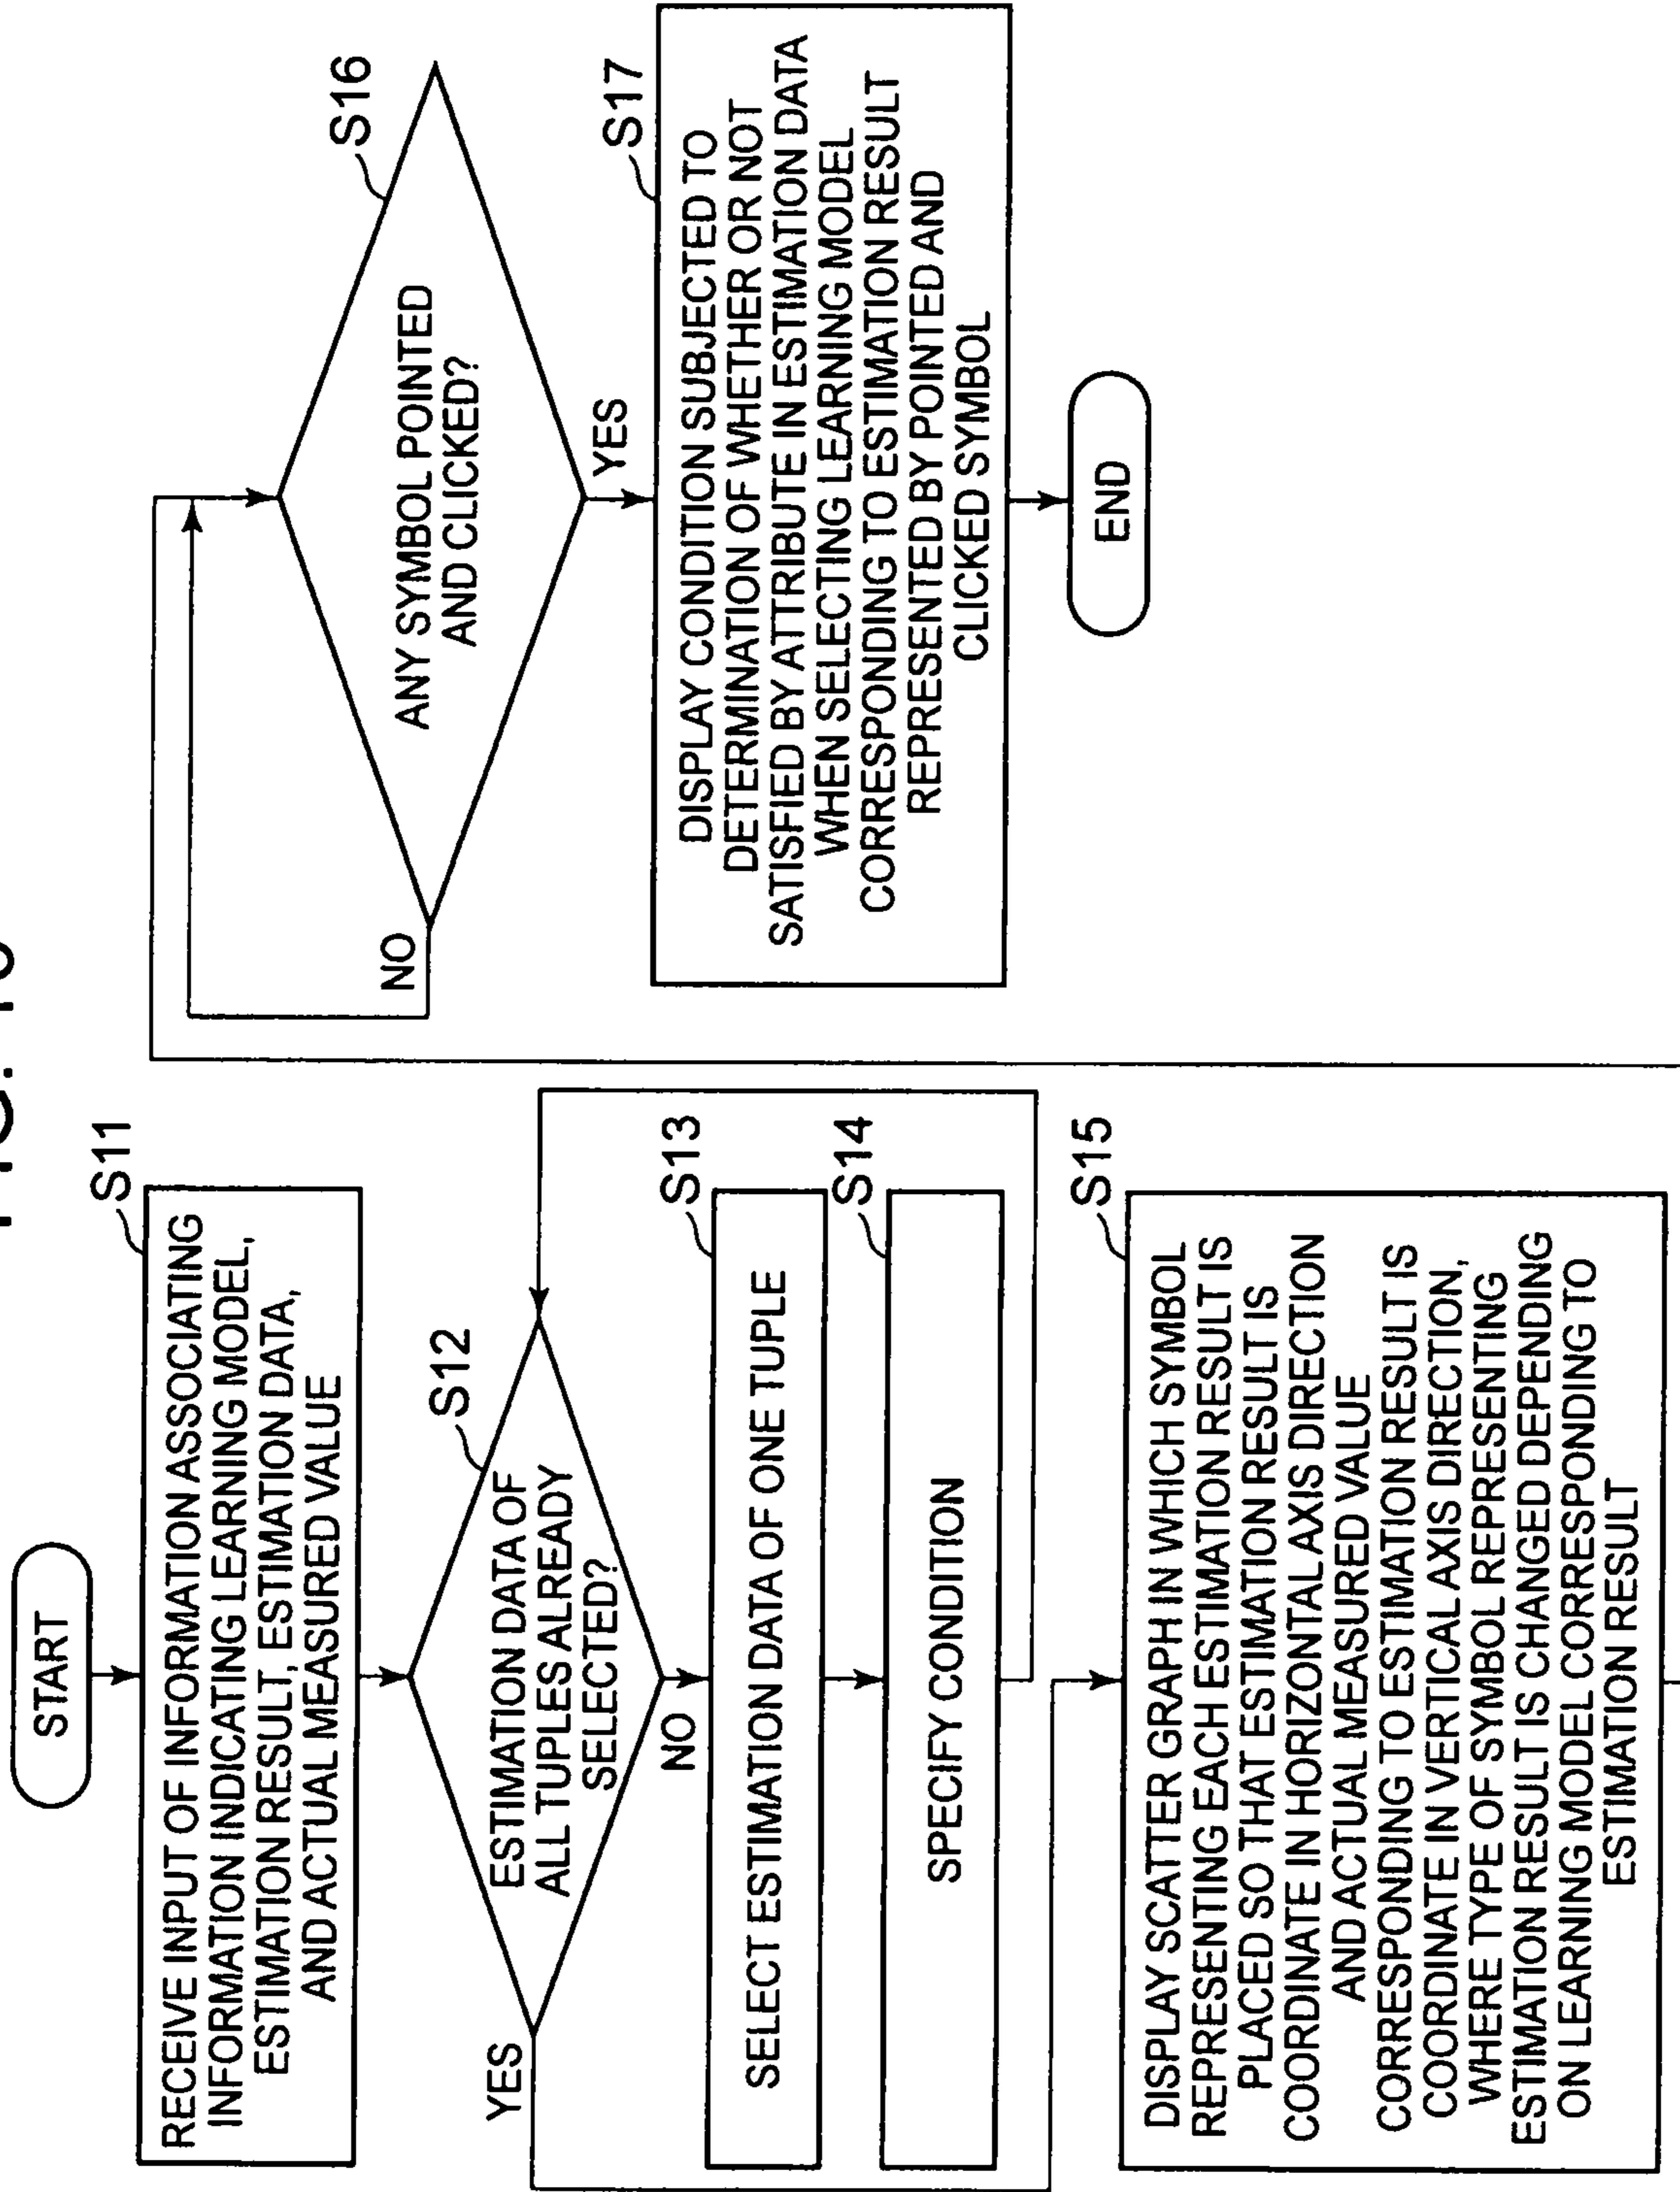 START
S11
RECEIVE INPUT OF INFORMATION ASSOCIATING
INFORMATION INDICATING LEARNING MODEL,
ESTIMATION RESULT, ESTIMATION DATA,
AND ACTUAL MEASURED VALUE
S12
ESTIMATION DATA OF
ALL TUPLES ALREADY
SELECTED?
YES
NO
S13
SELECT ESTIMATION DATA OF ONE TUPLE
S14
SPECIFY CONDITION
S15
DISPLAY SCATTER GRAPH IN WHICH SYMBOL
REPRESENTING EACH ESTIMATION RESULT IS
PLACED SO THAT ESTIMATION RESULT IS
COORDINATE IN HORIZONTAL AXIS DIRECTION
AND ACTUAL MEASURED VALUE
CORRESPONDING TO ESTIMATION RESULT IS
COORDINATE IN VERTICAL AXIS DIRECTION,
WHERE TYPE OF SYMBOL REPRESENTING
ESTIMATION RESULT IS CHANGED DEPENDING
ON LEARNING MODEL CORRESPONDING TO
ESTIMATION RESULT
S16
ANY SYMBOL POINTED
AND CLICKED?
NO
YES
S17
DISPLAY CONDITION SUBJECTED TO
DETERMINATION OF WHETHER OR NOT
SATISFIED BY ATTRIBUTE IN ESTIMATION DATA
WHEN SELECTING LEARNING MODEL
CORRESPONDING TO ESTIMATION RESULT
REPRESENTED BY POINTED AND
CLICKED SYMBOL
END